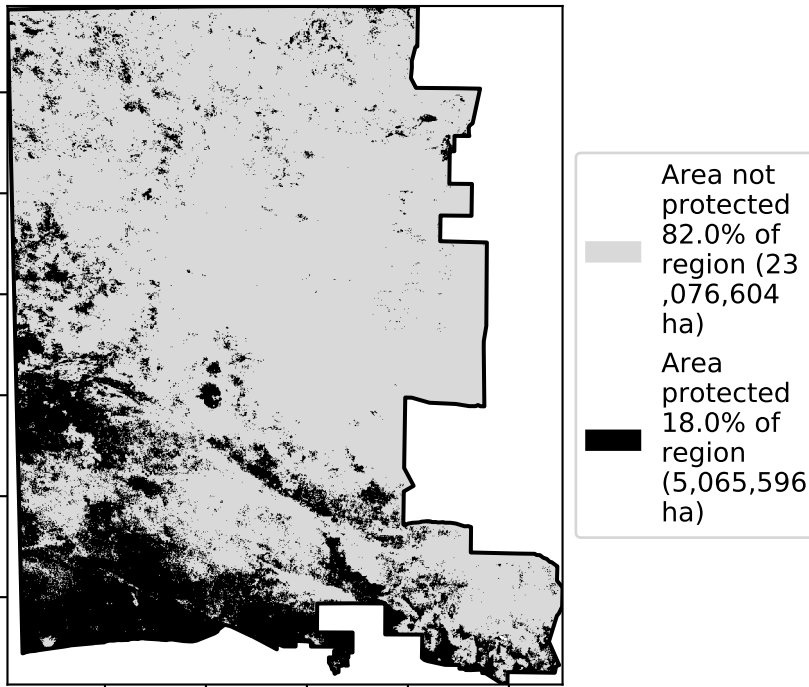 Area not
protected
82.0% of
region (23
,076,604
ha)
Area
protected
18.0% of
region
(5,065,596
ha)